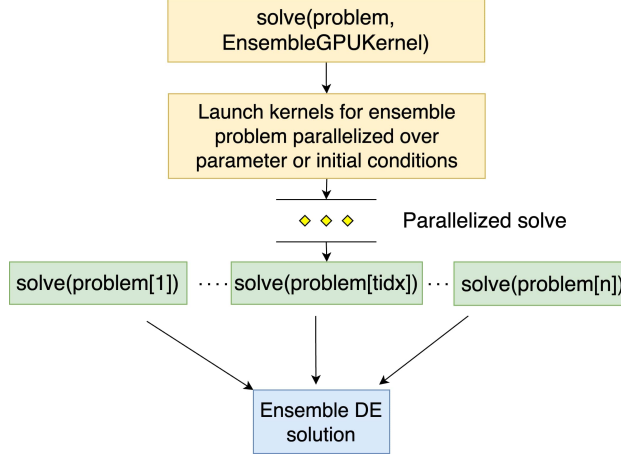 solve(problem,
EnsembleGPUKernel)
Launch kernels for ensemble
problem parallelized over
parameter or initial conditions
Parallelized solve
solve(problem[1]) ···· solve(problem[tidx]) ··· solve(problem[n])
Ensemble DE
solution